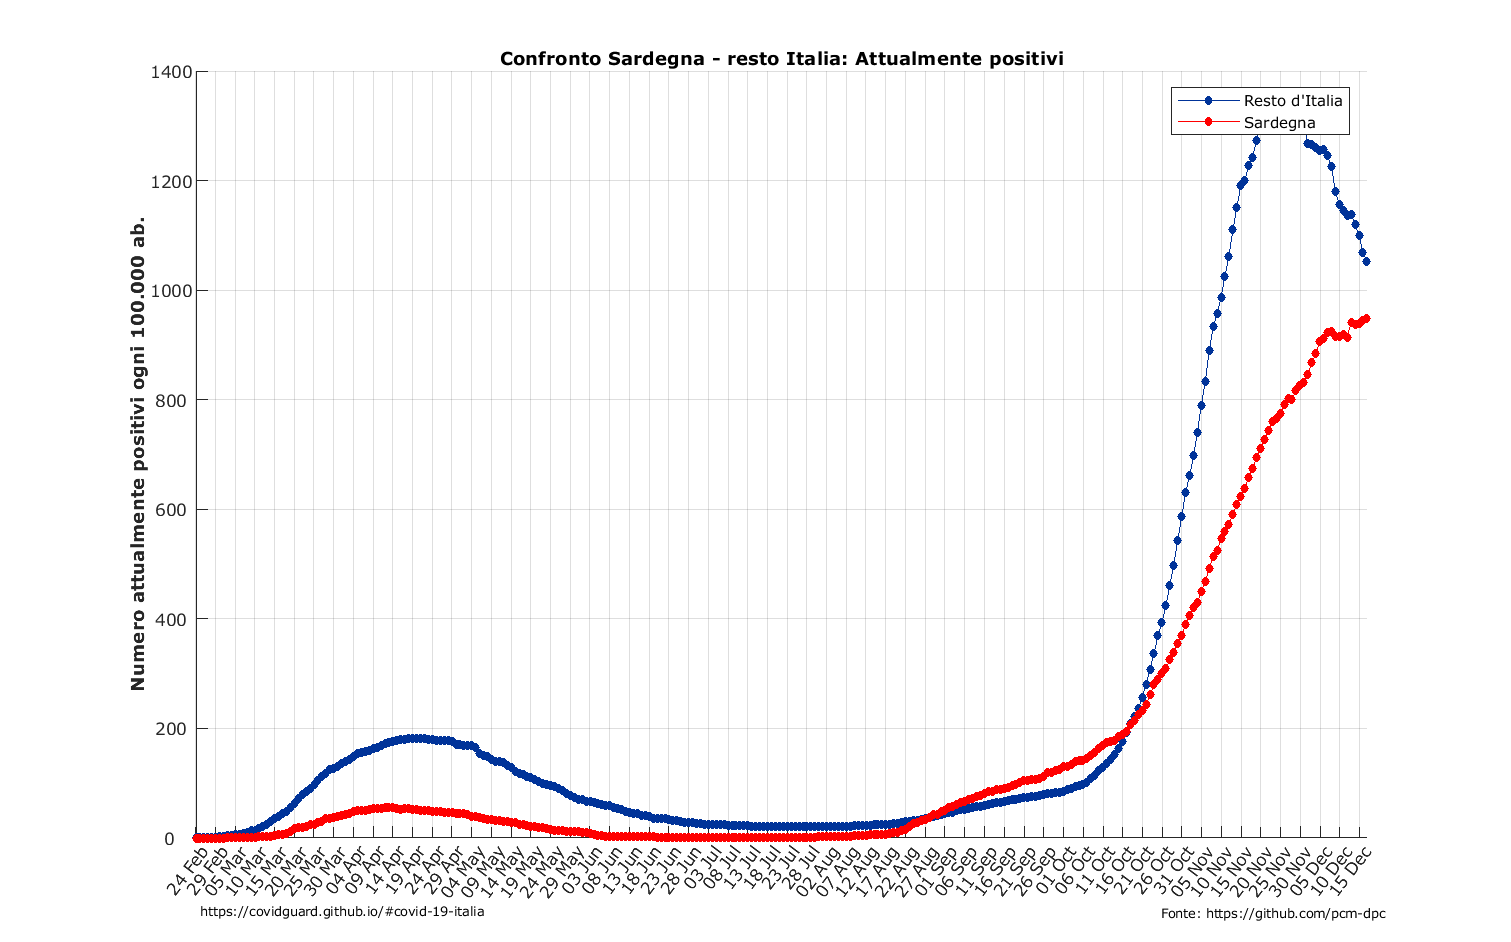 Confronto Sardegna - resto Italia: Attualmente positivi
Resto d'Italia
Sardegna
Numero attualmente positivi ogni 100.000 ab.
1400
1200
1000
800
600
400
200
0
24 Feb
29 Feb
05 Mar
10 Mar
15 Mar
20 Mar
25 Mar
30 Mar
04 Apr
09 Apr
14 Apr
19 Apr
24 Apr
29 Apr
04 May
09 May
14 May
19 May
24 May
29 May
03 Jun
08 Jun
13 Jun
18 Jun
23 Jun
28 Jun
03 Jul
08 Jul
13 Jul
18 Jul
23 Jul
28 Jul
02 Aug
07 Aug
12 Aug
17 Aug
22 Aug
27 Aug
01 Sep
06 Sep
11 Sep
16 Sep
21 Sep
26 Sep
01 Oct
06 Oct
11 Oct
16 Oct
21 Oct
26 Oct
31 Oct
05 Nov
10 Nov
15 Nov
20 Nov
25 Nov
30 Nov
05 Dec
10 Dec
15 Dec
https://covidguard.github.io/#covid-19-italia
Fonte: https://github.com/pcm-dpc